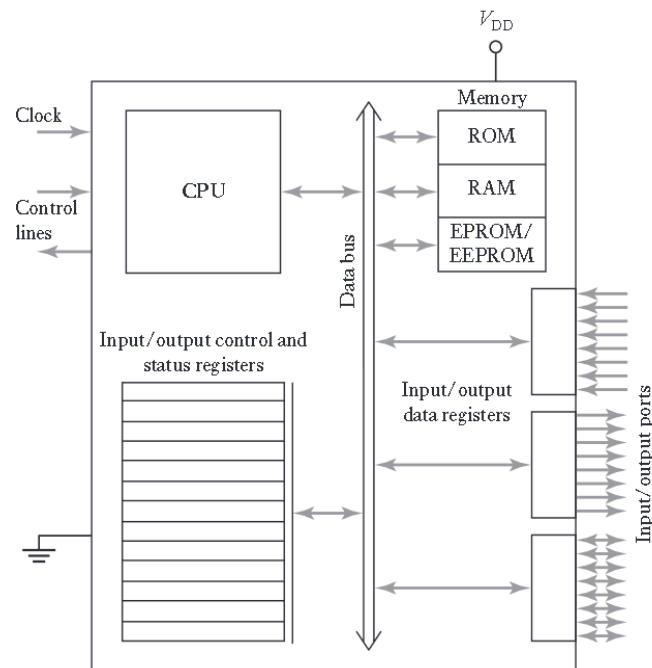 V_DD
Memory
Clock
ROM
CPU
RAM
Control
lines
EPROM/
EEPROM
Data bus
Input/output control and
status registers
Input/output
data registers
Input/output ports